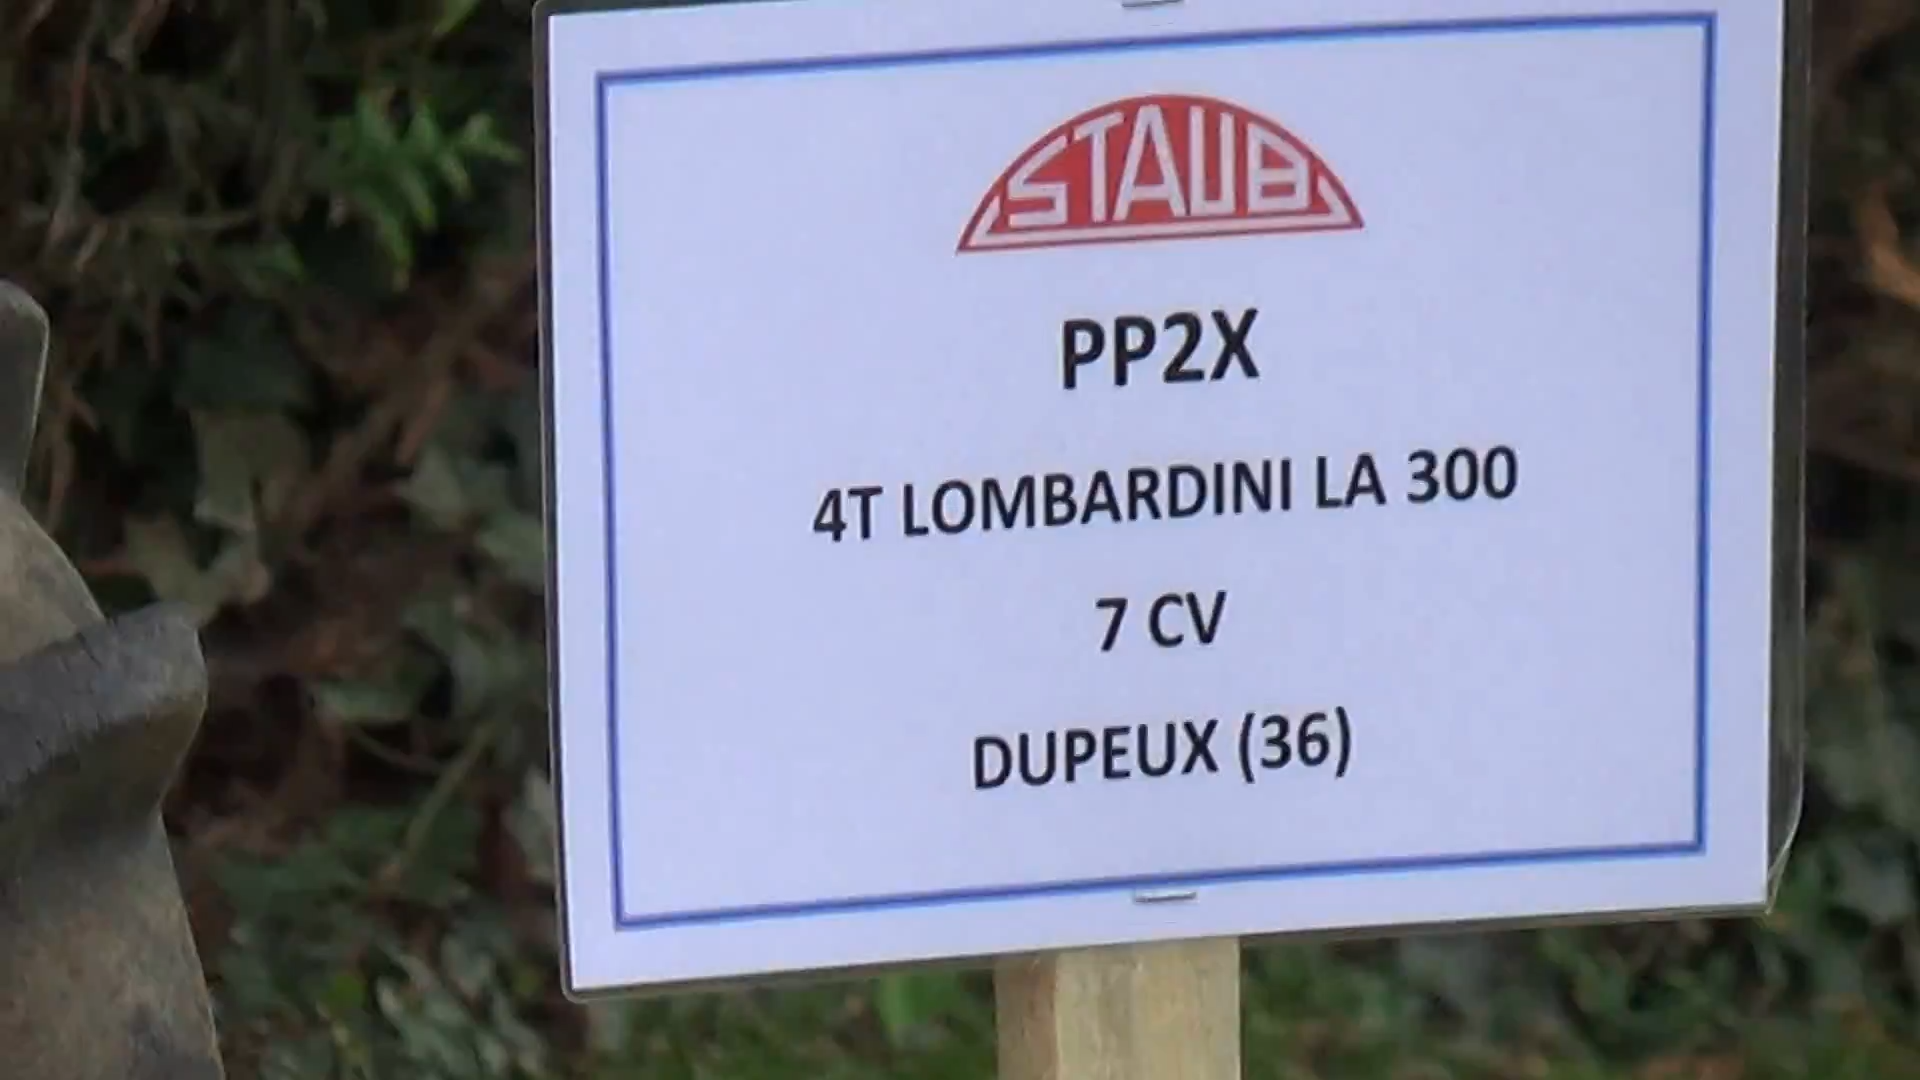 STAUB
PP2X
4T LOMBARDINI LA 300
7 CV
DUPEUX (36)